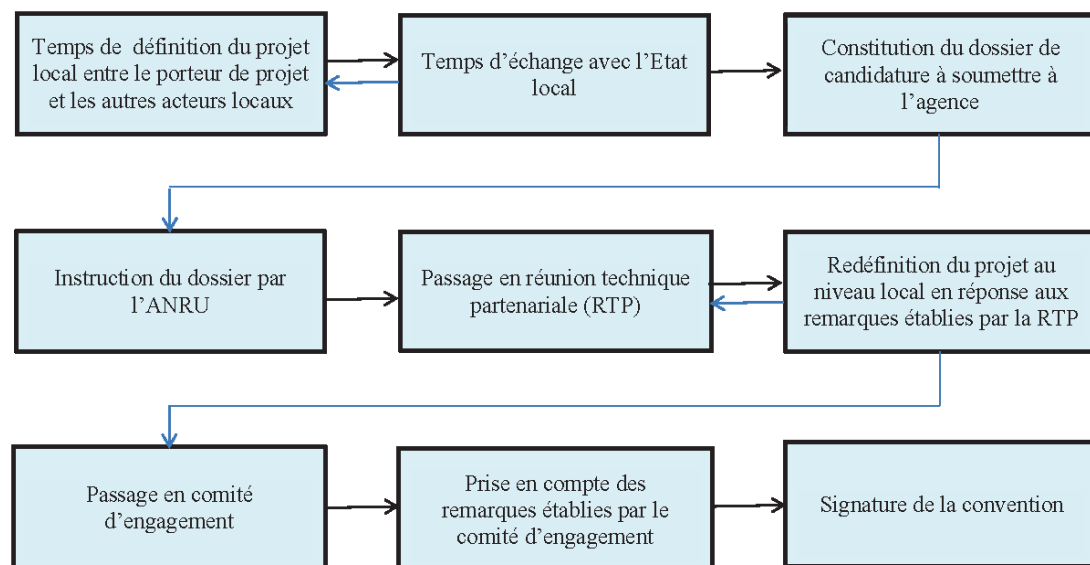 Temps de définition du projet
local entre le porteur de projet
et les autres acteurs locaux
Temps d’échange avec l’Etat
local
Constitution du dossier de
candidature à soumettre à
l’agence
Instruction du dossier par
l’ANRU
Passage en réunion technique
partenariale (RTP)
Redéfinition du projet au
niveau local en réponse aux
remarques établies par la RTP
Passage en comité
d’engagement
Prise en compte des
remarques établies par le
comité d’engagement
Signature de la convention